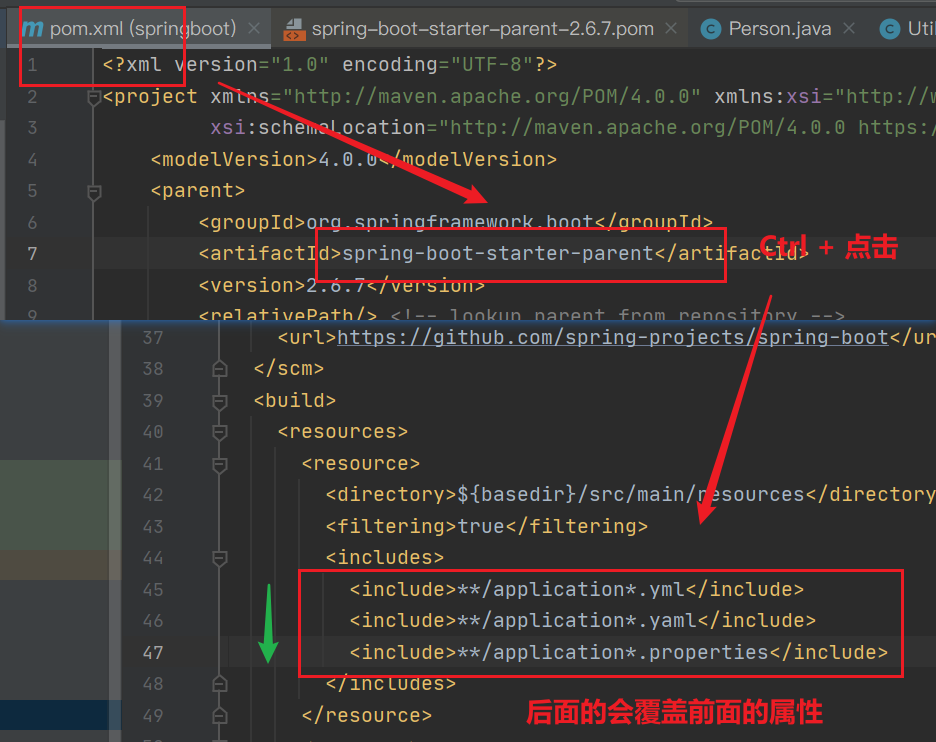 pom.xml (springboot)
spring-boot-starter-parent-2.6.7.pom
Person.java
Util
1 <?xml version="1.0" encoding="UTF-8"?>
2 <project xmlns="http://maven.apache.org/POM/4.0.0" xmlns:xsi="http://w
3 xsi:schemaLocation="http://maven.apache.org/POM/4.0.0 https:/
4 <modelVersion>4.0.0</modelVersion>
5 <parent>
6 <groupId>org.springframework.boot</groupId>
7 <artifactId>spring-boot-starter-parent</artifactId>
Ctrl + 点击
8 <version>2.6.7</version>
9 <relativePath/> <!-- lookup parent from repository -->
37 <url>https://github.com/spring-projects/spring-boot</ur
38 </scm>
39 <build>
40 <resources>
41 <resource>
42 <directory>${basedir}/src/main/resources</directory
43 <filtering>true</filtering>
44 <includes>
45 <include>**/application*.yml</include>
46 <include>**/application*.yaml</include>
47 <include>**/application*.properties</include>
48 </includes>
49 </resource>
后面的会覆盖前面的属性